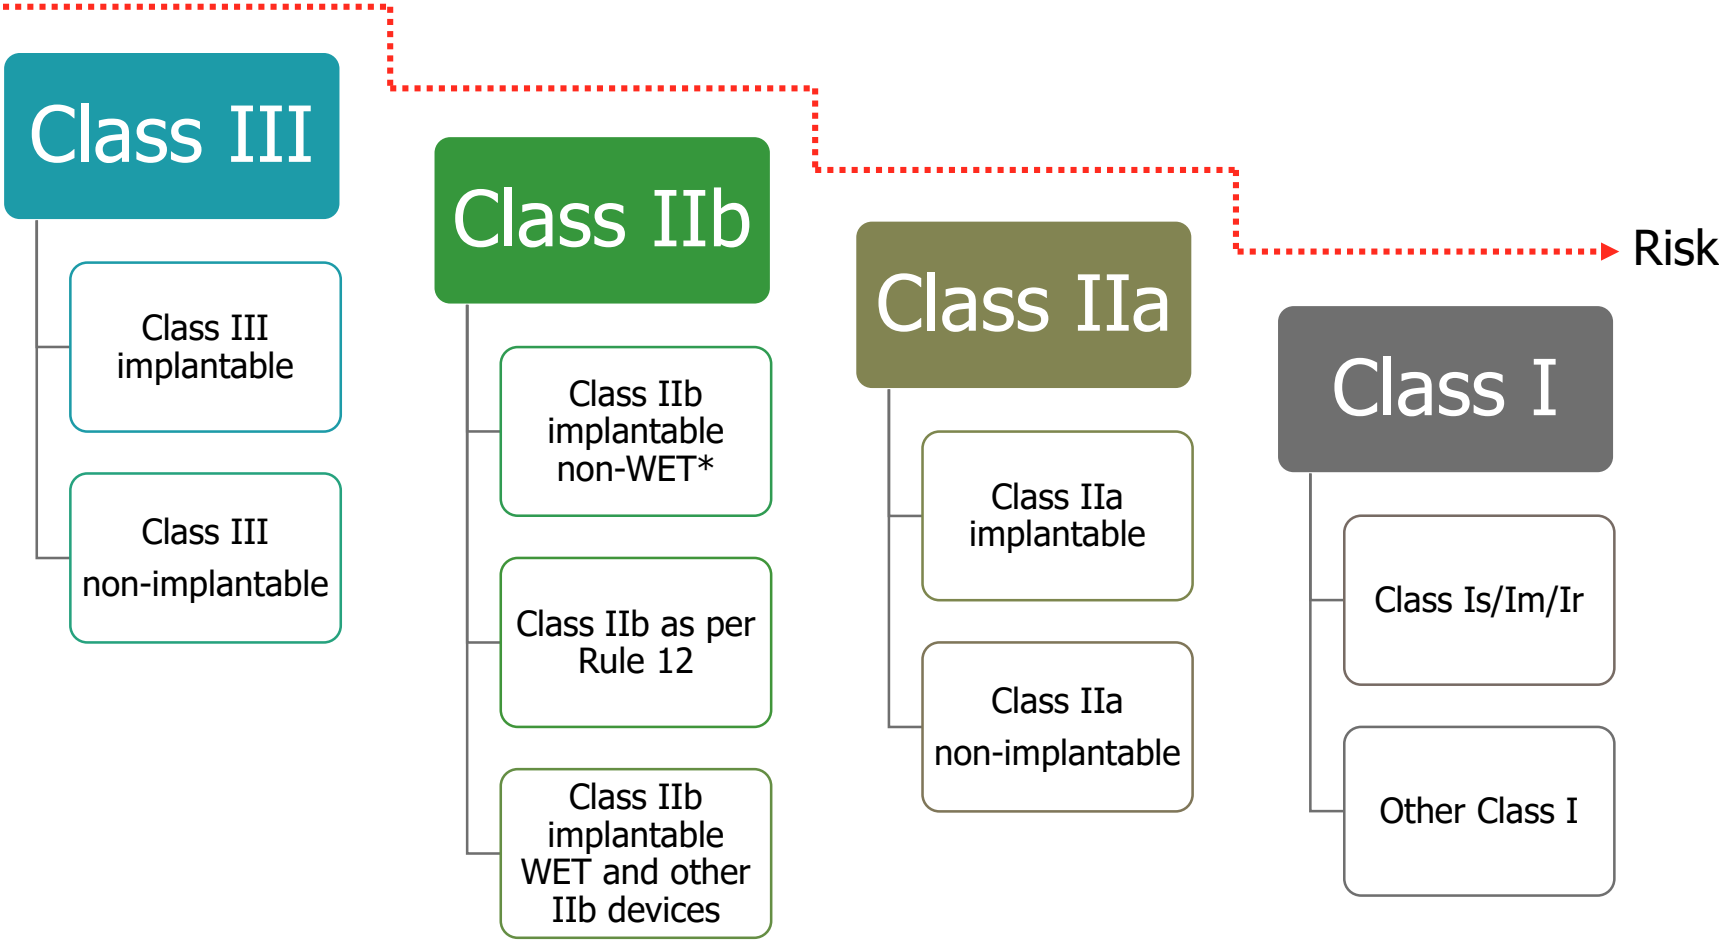 Class III
Class III
implantable
Class III
non-implantable
Class IIb
Class IIb
implantable
non-WET*
Class IIb as per
Rule 12
Class IIb
implantable
WET and other
IIb devices
Class IIa
Class IIa
implantable
Class IIa
non-implantable
Risk
Class I
Class Is/Im/Ir
Other Class I